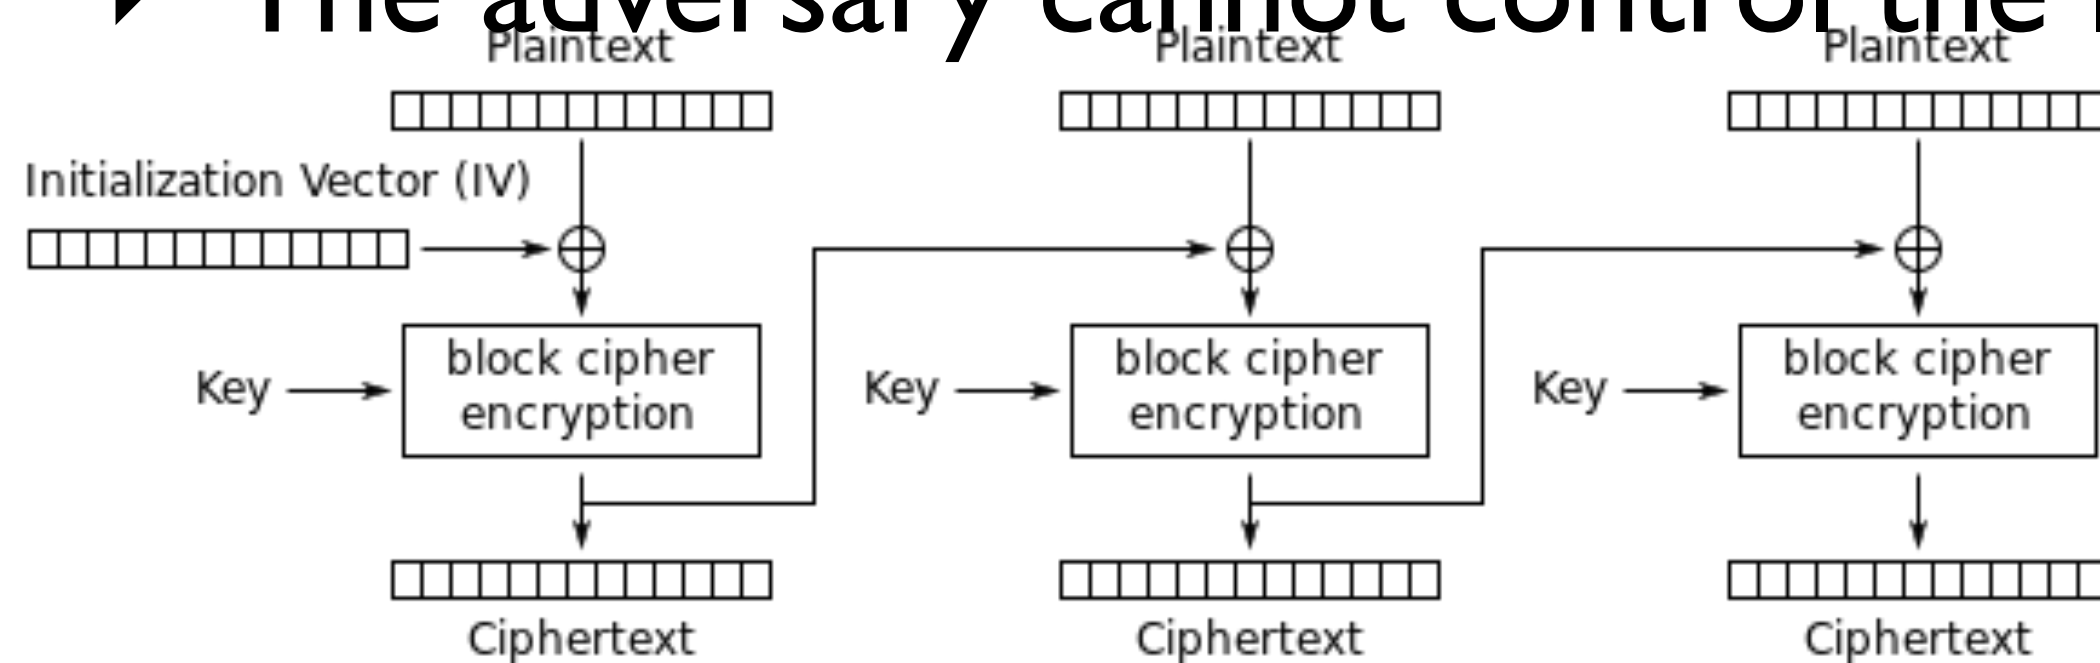 The adversary cannot control the
Plaintext Plaintext Plaintext
Initialization Vector (IV)
Key block cipher encryption Key block cipher encryption Key block cipher encryption
Ciphertext Ciphertext Ciphertext